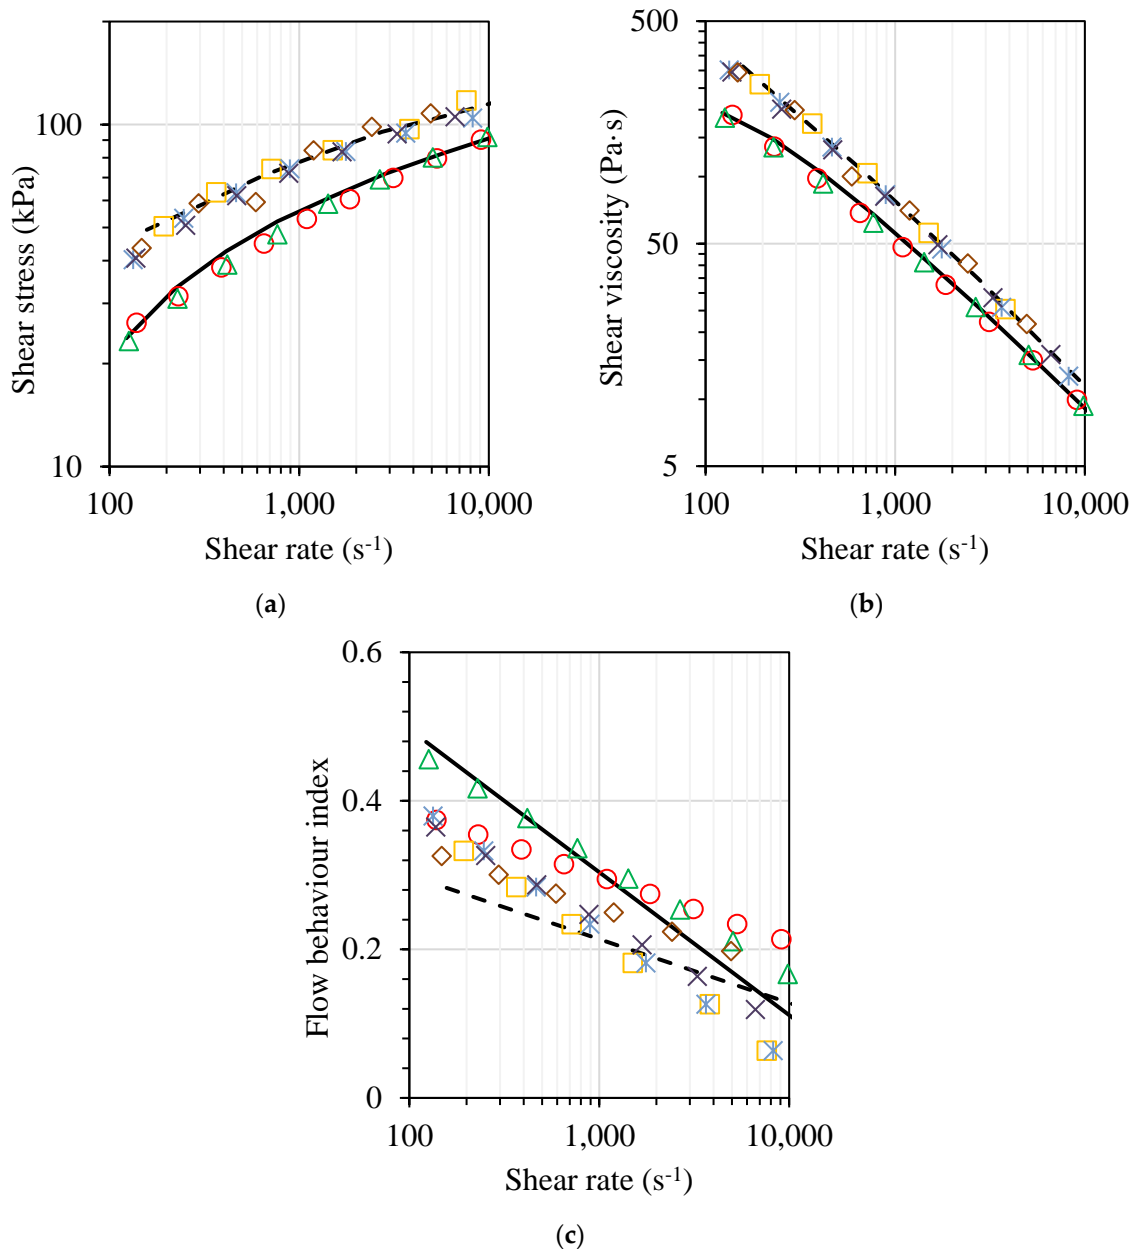 Shear stress (kPa)
100
10
100
1,000
10,000
Shear rate (s⁻¹)
(a)
Shear viscosity (Pa·s)
500
50
5
100
1,000
10,000
Shear rate (s⁻¹)
(b)
Flow behaviour index
0.6
0.4
0.2
0
100
1,000
10,000
Shear rate (s⁻¹)
(c)